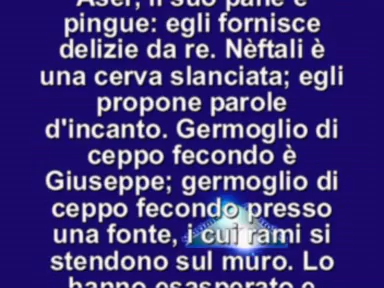 Aser, il suo pane è
pingue: egli fornisce
delizie da re. Nèftali è
una cerva slanciata; egli
propone parole
d'incanto. Germoglio di
ceppo fecondo è
Giuseppe; germoglio di
ceppo fecondo presso
una fonte, i cui rami si
stendono sul muro. Lo
hanno esasperato e